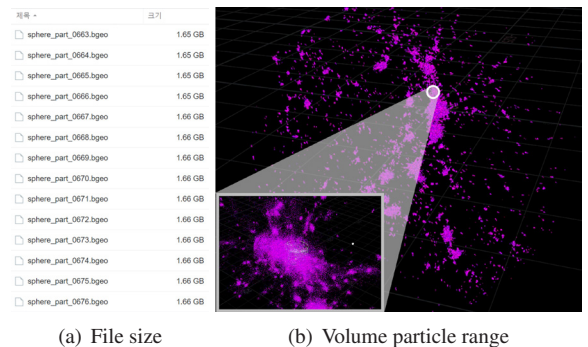 제목 크기
sphere_part_0663.bgeo 1.65 GB
sphere_part_0664.bgeo 1.65 GB
sphere_part_0665.bgeo 1.65 GB
sphere_part_0666.bgeo 1.65 GB
sphere_part_0667.bgeo 1.66 GB
sphere_part_0668.bgeo 1.66 GB
sphere_part_0669.bgeo 1.66 GB
sphere_part_0670.bgeo 1.66 GB
sphere_part_0671.bgeo 1.66 GB
sphere_part_0672.bgeo 1.66 GB
sphere_part_0673.bgeo 1.66 GB
sphere_part_0674.bgeo 1.66 GB
sphere_part_0675.bgeo 1.66 GB
sphere_part_0676.bgeo 1.66 GB
(a) File size
(b) Volume particle range